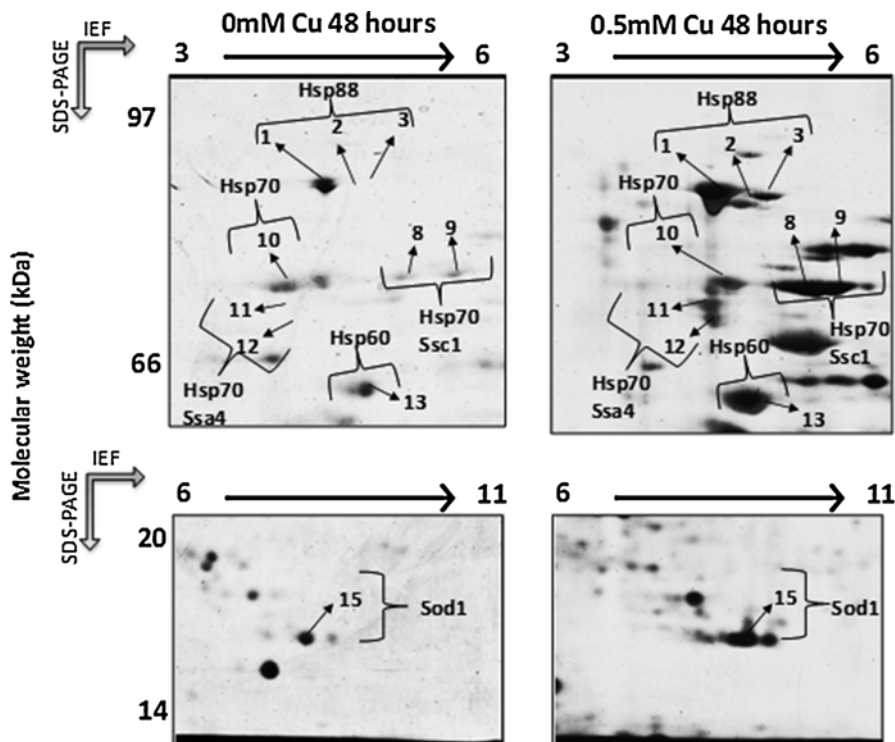 0mM Cu 48 hours
0.5mM Cu 48 hours
IEF
SDS-PAGE
3
6
3
6
97
Hsp88
1
2
3
Hsp70
10
8
9
11
12
Hsp60
Hsp70
Ssc1
66
Hsp70
Ssa4
13
Hsp88
1
2
3
Hsp70
10
8
9
11
12
Hsp60
Hsp70
Ssc1
Hsp70
Ssa4
13
Molecular weight (kDa)
IEF
SDS-PAGE
6
11
6
11
20
15
Sod1
15
Sod1
14